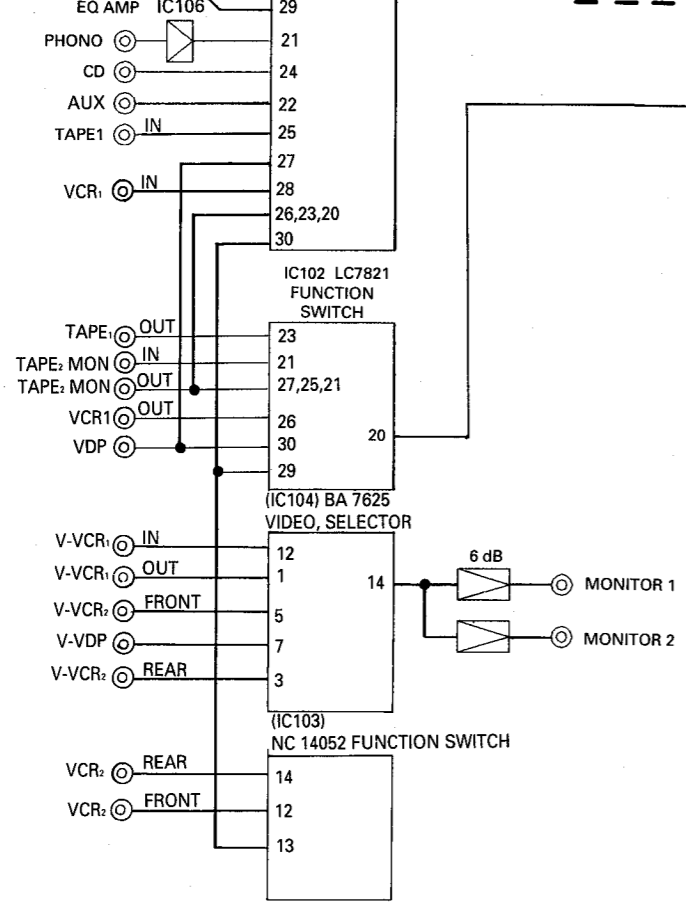 EQ AMP IC106 29
PHONO 21
CD 24
AUX 22
TAPE1 IN 25
27
VCR₁ IN 28
26,23,20
30
IC102 LC7821
FUNCTION
SWITCH
TAPE₁ OUT 23
TAPE₂ MON IN 21
TAPE₂ MON OUT 27,25,21
VCR1 OUT 26
20
VDP 30
29
(IC104) BA 7625
VIDEO, SELECTOR
V-VCR₁ IN 12
6 dB
V-VCR₁ OUT 1 14 MONITOR 1
V-VCR₂ FRONT 5
V-VDP 7 MONITOR 2
V-VCR₂ REAR 3
(IC103)
NC 14052 FUNCTION SWITCH
VCR₂ REAR 14
VCR₂ FRONT 12
13